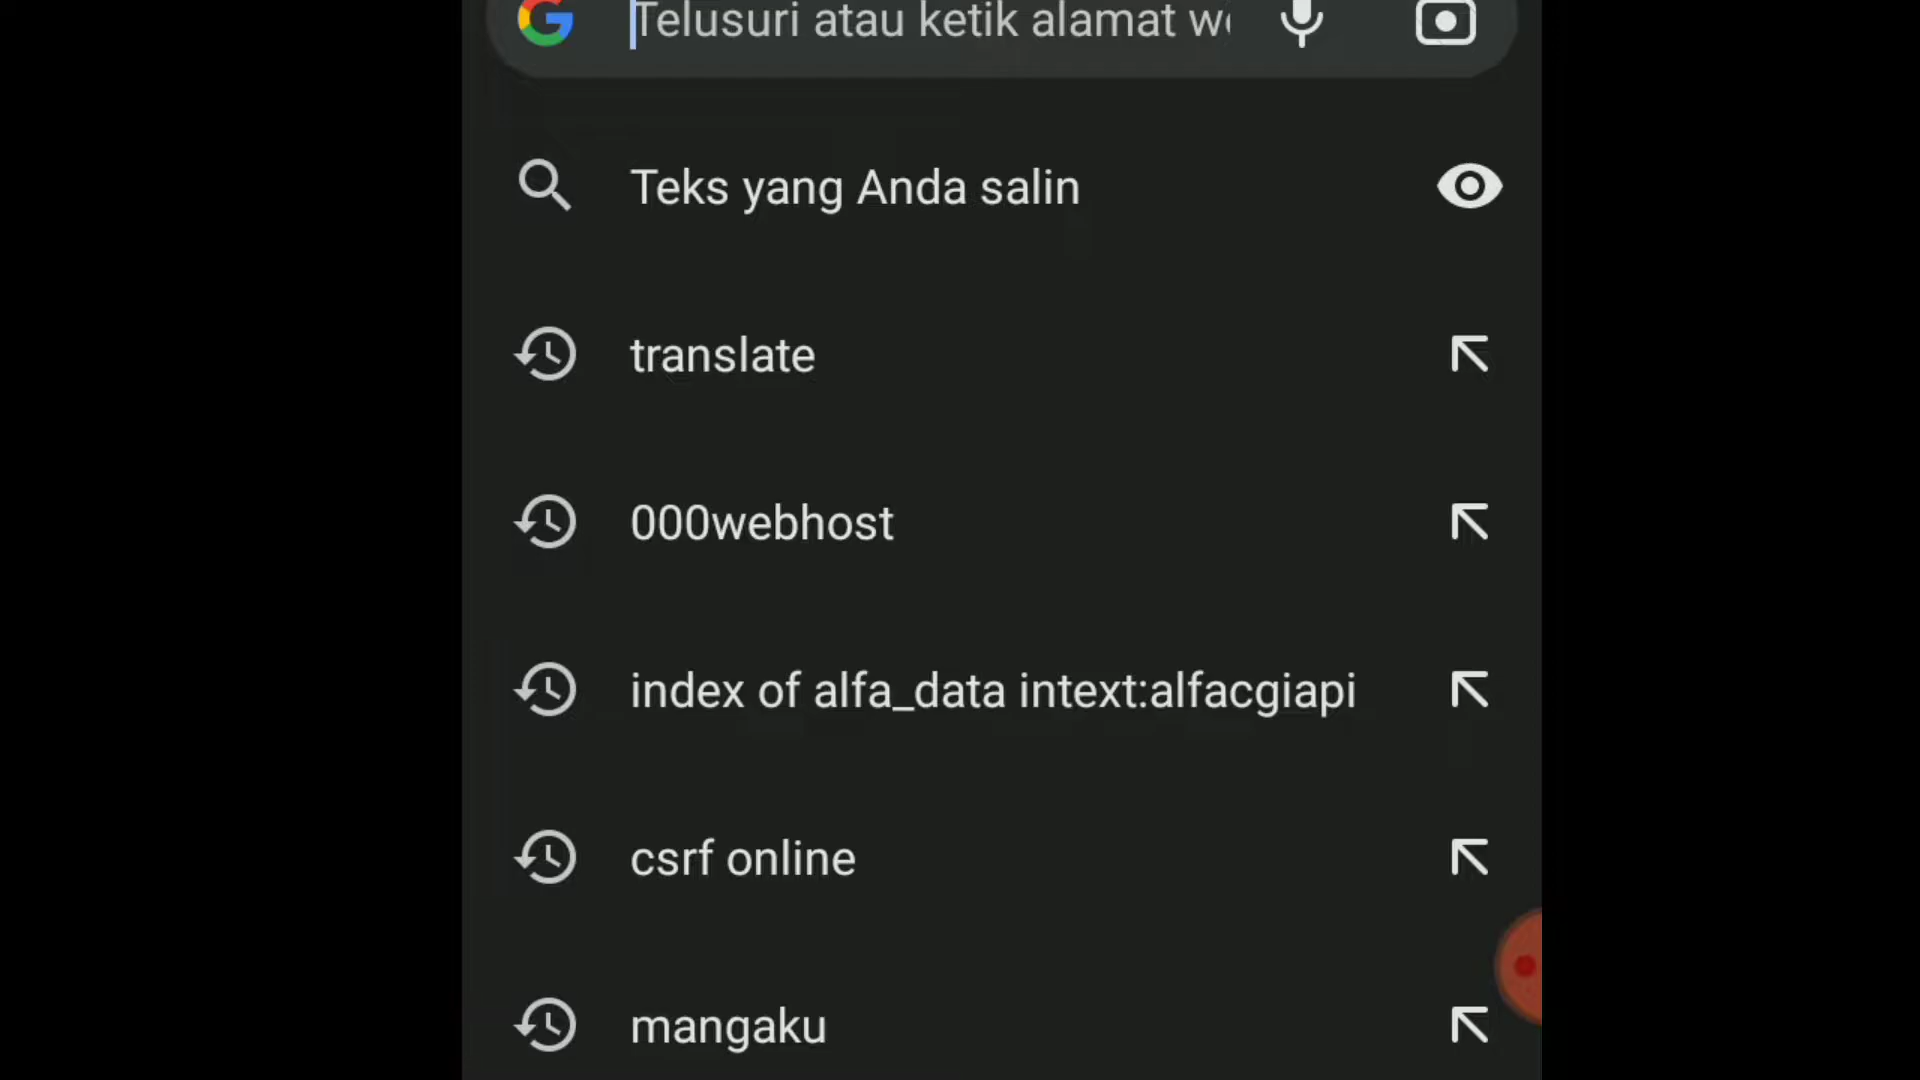 Telusuri atau ketik alamat
Teks yang Anda salin
translate
000webhost
index of alfa_data intext:alfacgiapi
csrf online
mangaku